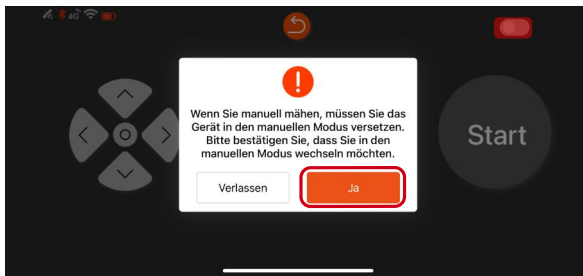 4G
Wenn Sie manuell mähen, müssen Sie das
Gerät in den manuellen Modus versetzen.
Bitte bestätigen Sie, dass Sie in den
manuellen Modus wechseln möchten.
Verlassen
Ja
Start